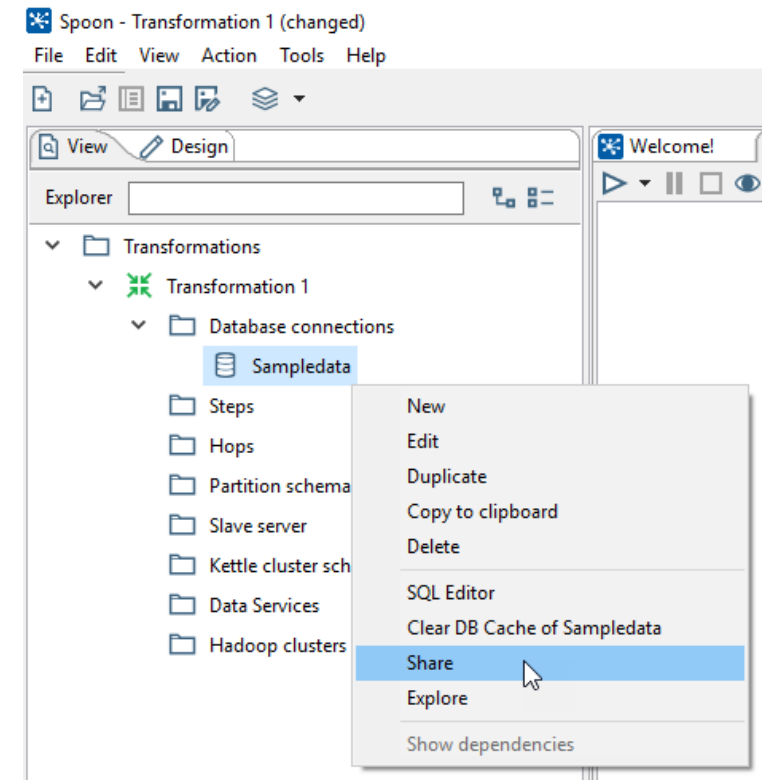 Spoon - Transformation 1 (changed)
File Edit View Action Tools Help
View Design Welcome!
Explorer
Transformations
Transformation 1
Database connections
Sampledata
Steps
Hops
Partition schema
Slave server
Kettle cluster sch
Data Services
Hadoop clusters
New
Edit
Duplicate
Copy to clipboard
Delete
SQL Editor
Clear DB Cache of Sampledata
Share
Explore
Show dependencies